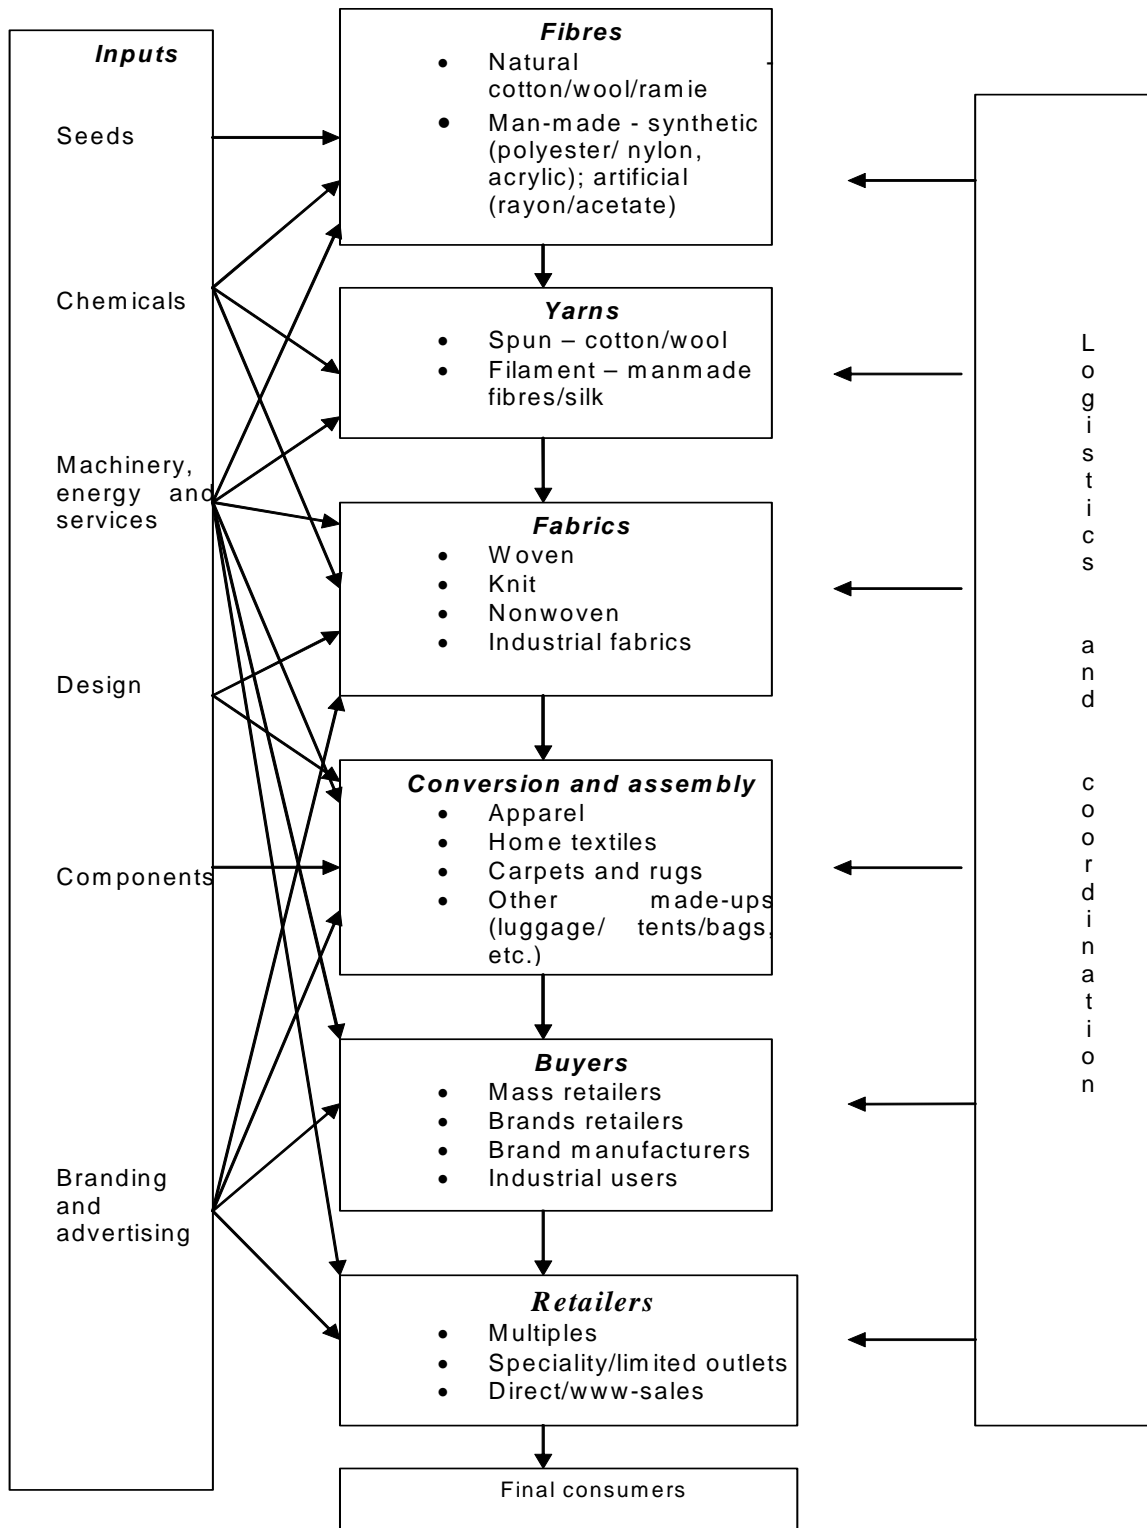 Inputs
Seeds
Chemicals
Machinery,
energy and
services
Design
Components
Branding
and
advertising
Fibres
• Natural -
cotton/wool/ramie
• Man-made - synthetic
(polyester/ nylon,
acrylic); artificial
(rayon/acetate)
Yarns
• Spun – cotton/wool
• Filament – manmade
fibres/silk
Fabrics
• Woven
• Knit
• Nonwoven
• Industrial fabrics
Conversion and assembly
• Apparel
• Home textiles
• Carpets and rugs
• Other made-ups
(luggage/ tents/bags,
etc.)
Buyers
• Mass retailers
• Brands retailers
• Brand manufacturers
• Industrial users
Retailers
• Multiples
• Speciality/limited outlets
• Direct/www-sales
Final consumers
Logistics and coordination